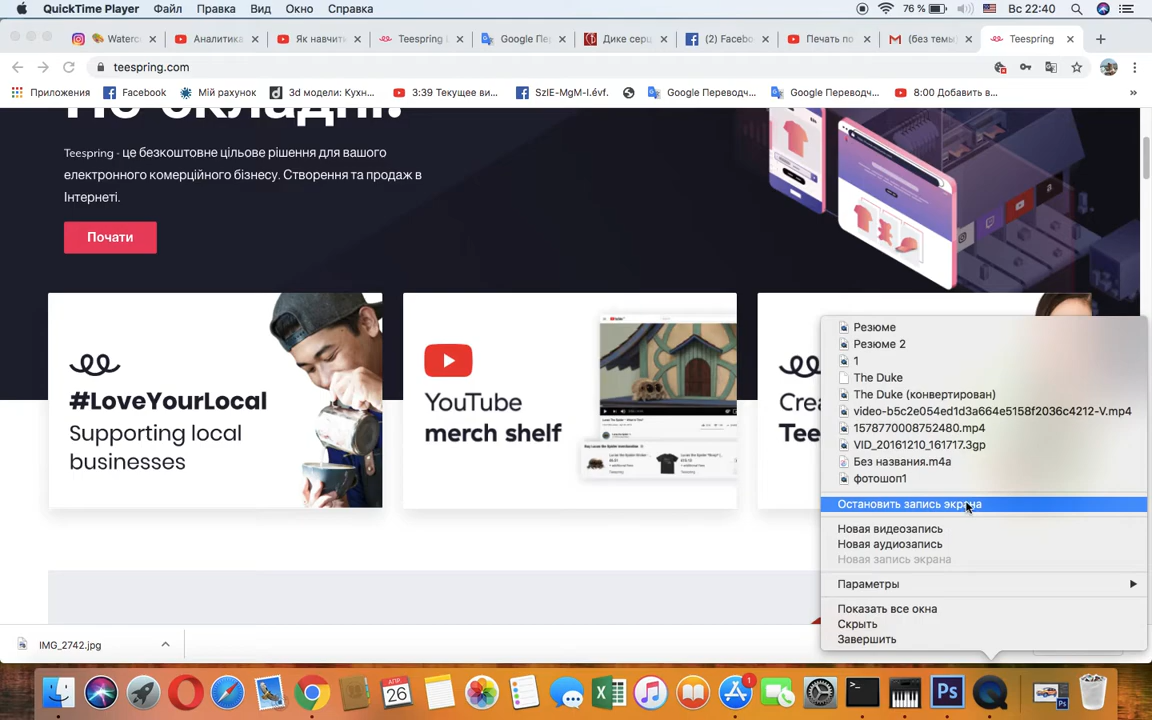 QuickTime Player Файл Правка Вид Окно Справка 76 % Вс 22:40
Waterc Аналитика Як навчит Teespring Google Пе Дике серц (2) Facebo Печать по (без темы) Teespring
teespring.com
Приложения Facebook Мій рахунок 3d модели: Кухн... 3:39 Текущее ви... SzIE-MgM-I.évf. Google Переводч... Google Переводч... 8:00 Добавить в... »
Teespring - це безкоштовне цільове рішення для вашого
електронного комерційного бізнесу. Створення та продаж в
Інтернеті.
Почати
#LoveYourLocal
Supporting local
businesses
YouTube
merch shelf
Crea
Tee
Резюме
Резюме 2
1
The Duke
The Duke (конвертирован)
video-b5c2e054ed1d3a664e5158f2036c4212-V.mp4
1578770008752480.mp4
VID_20161210_161717.3gp
Без названия.m4a
фотошоп1
Остановить запись экрана
Новая видеозапись
Новая аудиозапись
Новая запись экрана
Параметры
Показать все окна
Скрыть
Завершить
IMG_2742.jpg
АПР.
26
1
Ps